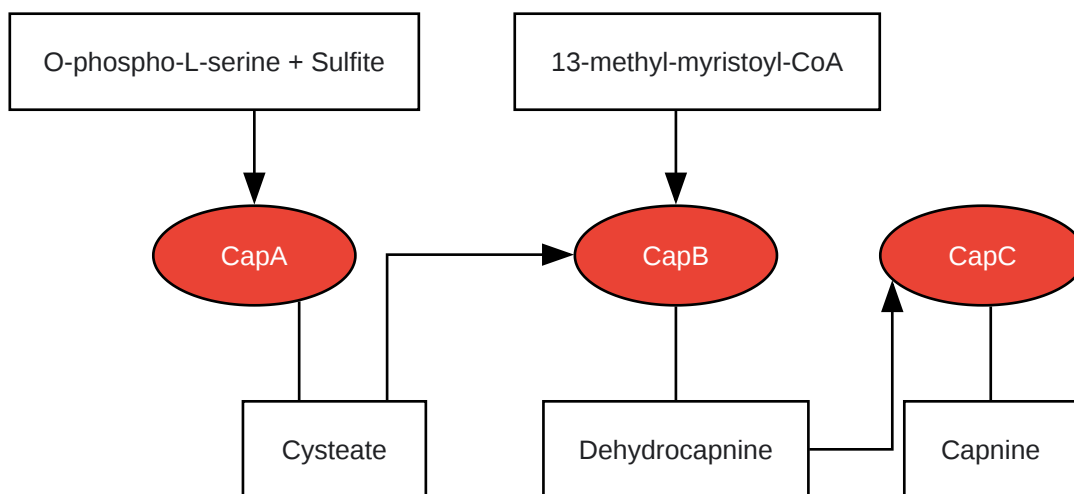 O-phospho-L-serine + Sulfite
13-methyl-myristoyl-CoA
CapA
CapB
CapC
Cysteate
Dehydrocapnine
Capnine